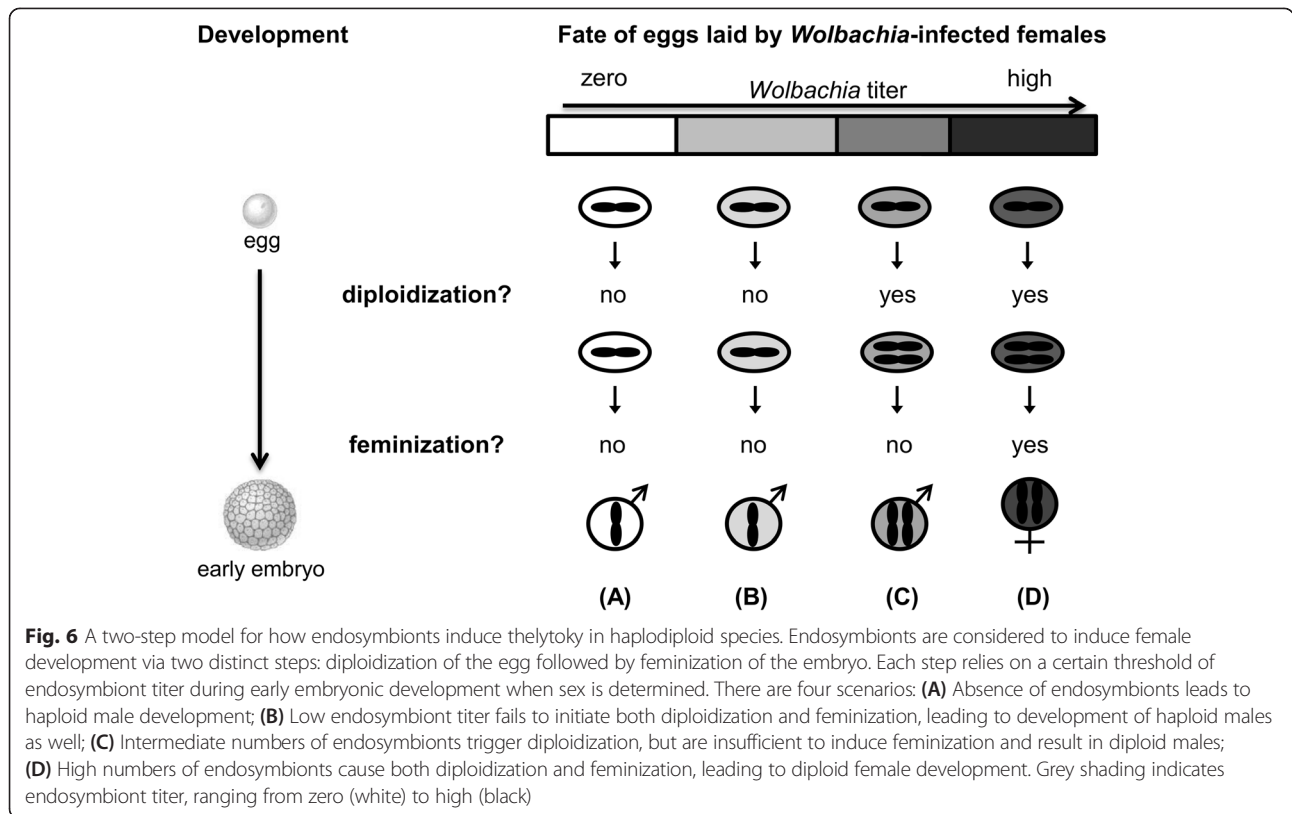 Development
Fate of eggs laid by Wolbachia-infected females
zero
Wolbachia titer
high
egg
diploidization?
no
no
yes
yes
feminization?
no
no
no
yes
early embryo
(A)
(B)
(C)
(D)
Fig. 6 A two-step model for how endosymbionts induce thelytoky in haplodiploid species. Endosymbionts are considered to induce female
development via two distinct steps: diploidization of the egg followed by feminization of the embryo. Each step relies on a certain threshold of
endosymbiont titer during early embryonic development when sex is determined. There are four scenarios: (A) Absence of endosymbionts leads to
haploid male development; (B) Low endosymbiont titer fails to initiate both diploidization and feminization, leading to development of haploid males
as well; (C) Intermediate numbers of endosymbionts trigger diploidization, but are insufficient to induce feminization and result in diploid males;
(D) High numbers of endosymbionts cause both diploidization and feminization, leading to diploid female development. Grey shading indicates
endosymbiont titer, ranging from zero (white) to high (black)